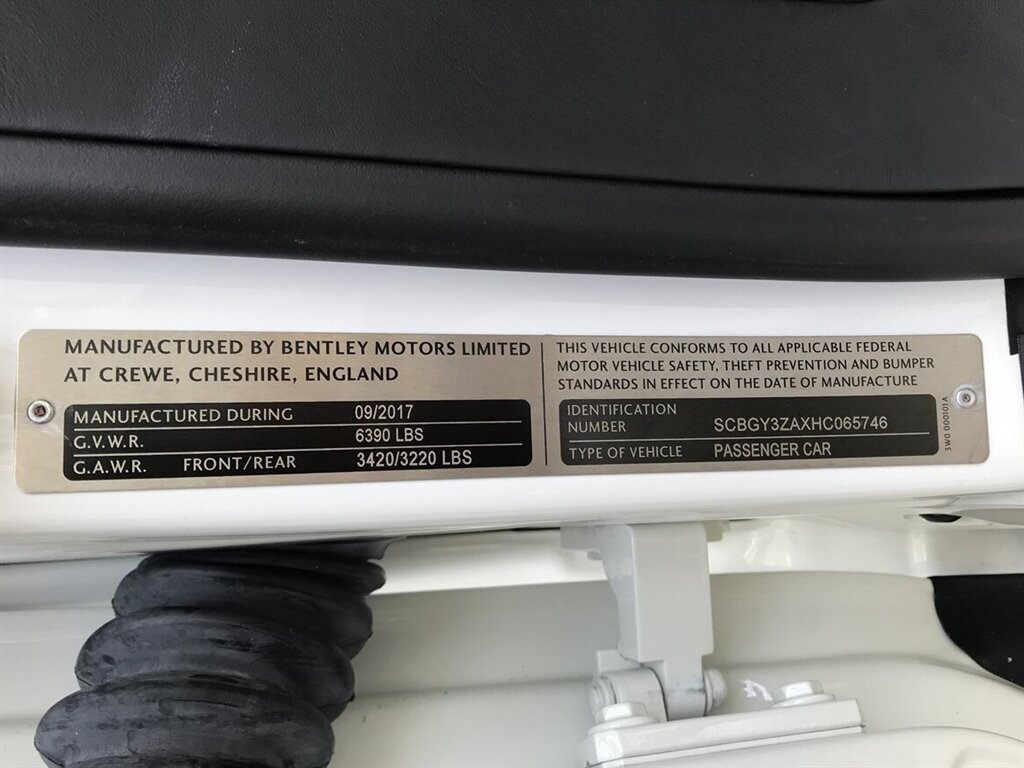 MANUFACTURED BY BENTLEY MOTORS LIMITED
AT CREWE, CHESHIRE, ENGLAND
MANUFACTURED DURING 09/2017
G.V.W.R. 6390 LBS
G.A.W.R. FRONT/REAR 3420/3220 LBS
THIS VEHICLE CONFORMS TO ALL APPLICABLE FEDERAL
MOTOR VEHICLE SAFETY, THEFT PREVENTION AND BUMPER
STANDARDS IN EFFECT ON THE DATE OF MANUFACTURE
IDENTIFICATION
NUMBER SCBGY3ZAXHC065746
TYPE OF VEHICLE PASSENGER CAR
3W0 000101A